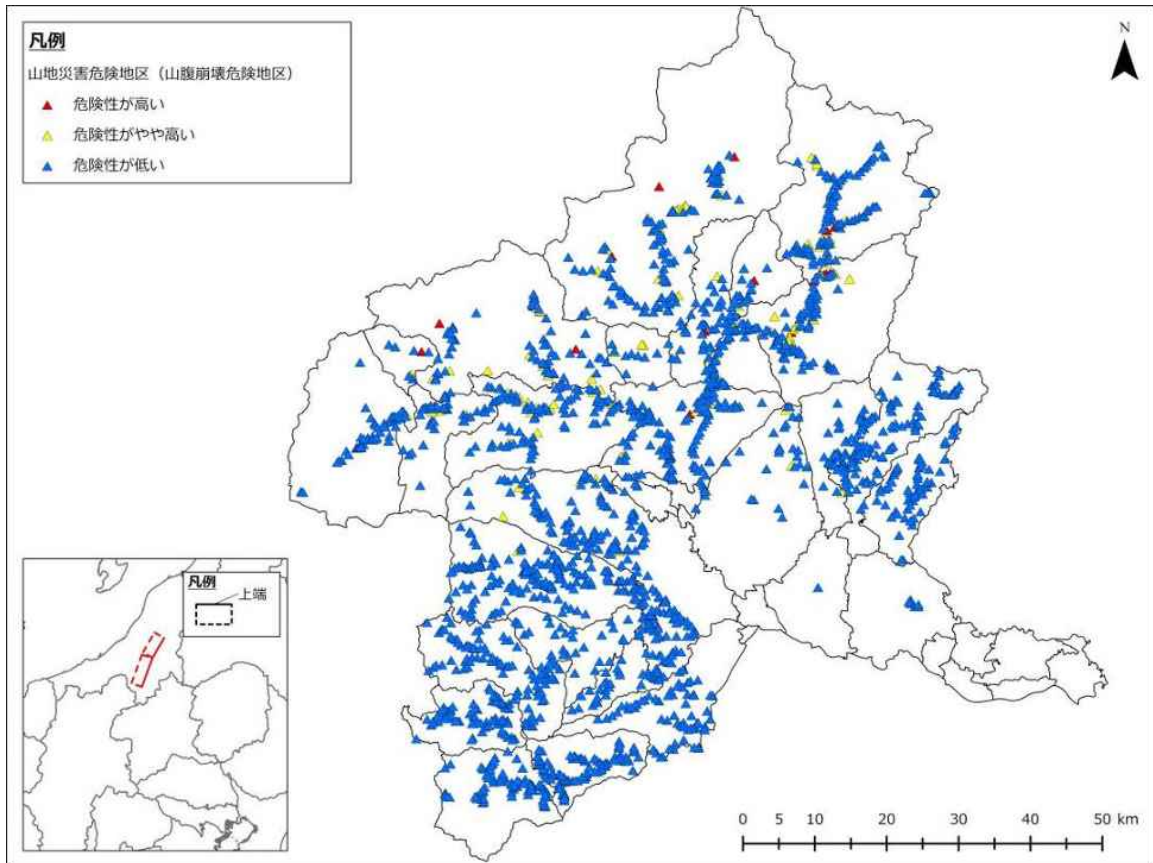 凡例
山地災害危険地区（山腹崩壊危険地区）
危険性が高い
危険性がやや高い
危険性が低い
N
凡例
上端
0 5 10 20 30 40 50 km